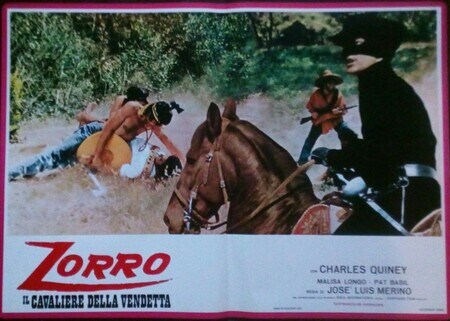 ZORRO
IL CAVALIERE DELLA VENDETTA
con CHARLES QUINEY
MALISA LONGO - PAT BASIL
REGIA DI JOSÉ LUIS MERINO